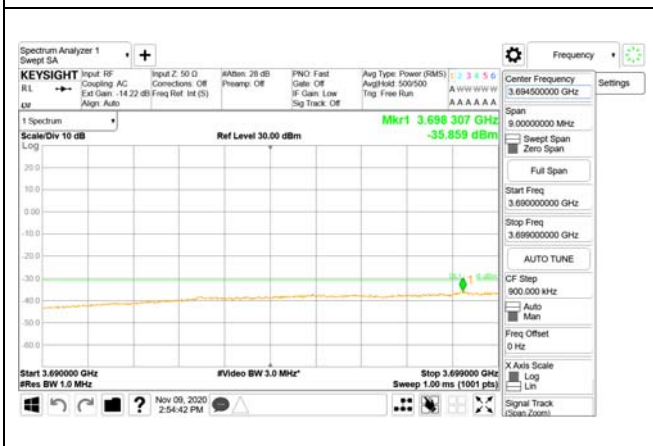 Spectrum Analyzer 1
Swept SA
+
Frequency
KEYSIGHT
RL
Input: RF
Coupling: AC
Ext Gain: -14.22 dB
Align: Auto
Input Z: 50 Ω
Corrections: Off
Freq Ref: Int (S)
#Atten: 28 dB
Preamp: Off
PNO: Fast
Gate: Off
IF Gain: Low
Sig Track: Off
Avg Type: Power (RMS)
Avg|Hold: 500/500
Trig: Free Run
1 2 3 4 5 6
A W W W W W
A A A A A A
1 Spectrum
Scale/Div 10 dB
Log
Ref Level 30.00 dBm
Mkr1 3.698 307 GHz
-35.859 dBm
20.0
10.0
0.00
-10.0
-20.0
-30.0
-40.0
-50.0
-60.0
1
Start 3.690000 GHz
#Res BW 1.0 MHz
#Video BW 3.0 MHz*
Stop 3.699000 GHz
Sweep 1.00 ms (1001 pts)
Nov 09, 2020
2:54:42 PM
?
Center Frequency
3.694500000 GHz
Settings
Span
9.00000000 MHz
Swept Span
Zero Span
Full Span
Start Freq
3.690000000 GHz
Stop Freq
3.699000000 GHz
AUTO TUNE
CF Step
900.000 kHz
Auto
Man
Freq Offset
0 Hz
X Axis Scale
Log
Lin
Signal Track
(Span Zoom)